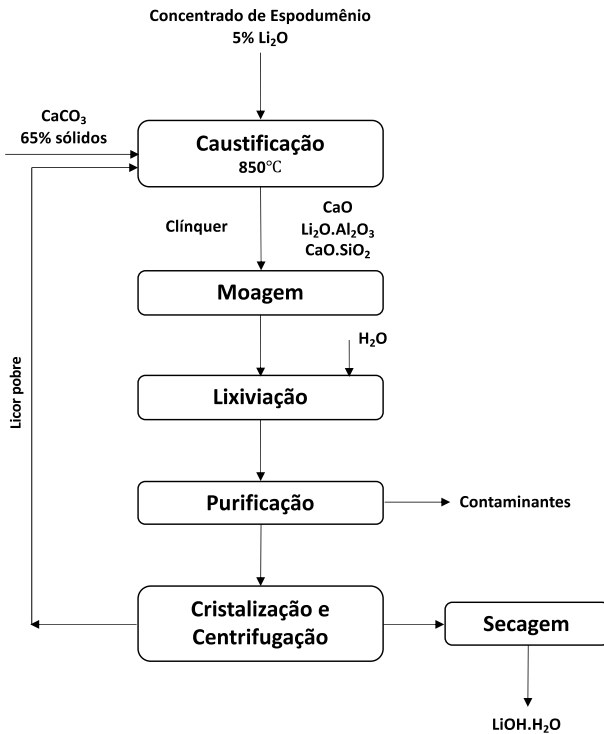 Concentrado de Espodumênio
5% Li₂O
CaCO₃
65% sólidos
Caustificação
850℃
Clínquer
CaO
Li₂O.Al₂O₃
CaO.SiO₂
Moagem
H₂O
Lixiviação
Licor pobre
Purificação
Contaminantes
Cristalização e
Centrifugação
Secagem
LiOH.H₂O